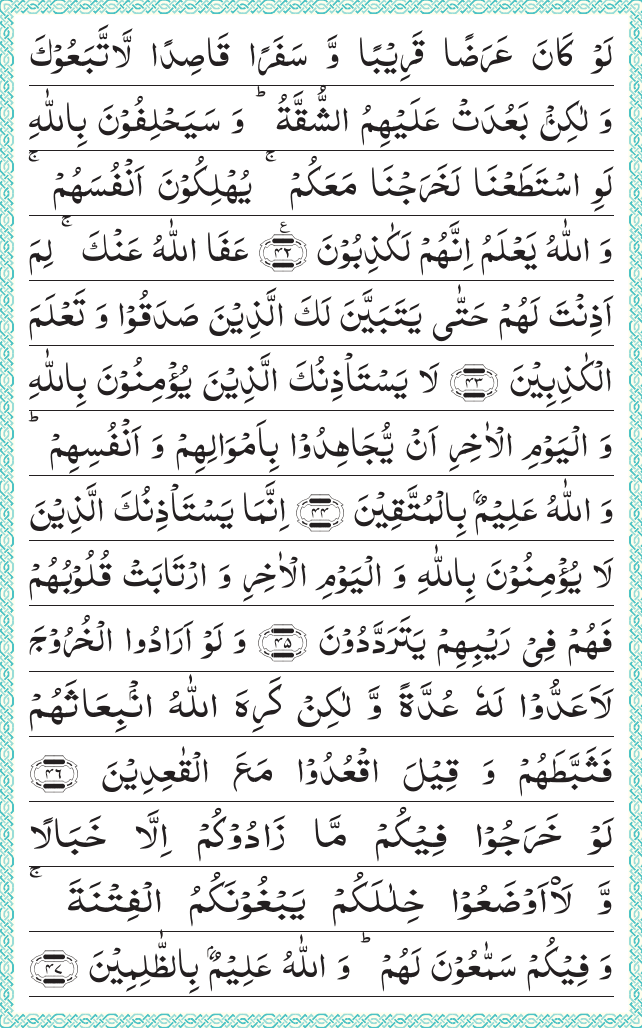 لَوۡ کَانَ عَرَضًا قَرِیۡبًا وَّ سَفَرًا قَاصِدًا لَّاتَّبَعُوۡکَ
وَ لٰکِنۡۢ بَعُدَتۡ عَلَیۡہِمُ الشُّقَّۃُ ؕ وَ سَیَحۡلِفُوۡنَ بِاللّٰہِ
لَوِ اسۡتَطَعۡنَا لَخَرَجۡنَا مَعَکُمۡ ۚ یُہۡلِکُوۡنَ اَنۡفُسَہُمۡ ۚ
وَ اللّٰہُ یَعۡلَمُ اِنَّہُمۡ لَکٰذِبُوۡنَ ﴿٪۴۲﴾ عَفَا اللّٰہُ عَنۡکَ ۚ لِمَ
اَذِنۡتَ لَہُمۡ حَتّٰی یَتَبَیَّنَ لَکَ الَّذِیۡنَ صَدَقُوۡا وَ تَعۡلَمَ
الۡکٰذِبِیۡنَ ﴿۴۳﴾ لَا یَسۡتَاۡذِنُکَ الَّذِیۡنَ یُؤۡمِنُوۡنَ بِاللّٰہِ
وَ الۡیَوۡمِ الۡاٰخِرِ اَنۡ یُّجَاہِدُوۡا بِاَمۡوَالِہِمۡ وَ اَنۡفُسِہِمۡ ؕ
وَ اللّٰہُ عَلِیۡمٌۢ بِالۡمُتَّقِیۡنَ ﴿۴۴﴾ اِنَّمَا یَسۡتَاۡذِنُکَ الَّذِیۡنَ
لَا یُؤۡمِنُوۡنَ بِاللّٰہِ وَ الۡیَوۡمِ الۡاٰخِرِ وَ ارۡتَابَتۡ قُلُوۡبُہُمۡ
فَہُمۡ فِیۡ رَیۡبِہِمۡ یَتَرَدَّدُوۡنَ ﴿۴۵﴾ وَ لَوۡ اَرَادُوا الۡخُرُوۡجَ
لَاَعَدُّوۡا لَہٗ عُدَّۃً وَّ لٰکِنۡ کَرِہَ اللّٰہُ انۡۢبِعَاثَہُمۡ
فَثَبَّطَہُمۡ وَ قِیۡلَ اقۡعُدُوۡا مَعَ الۡقٰعِدِیۡنَ ﴿۴۶﴾
لَوۡ خَرَجُوۡا فِیۡکُمۡ مَّا زَادُوۡکُمۡ اِلَّا خَبَالًا
وَّ لَا۠اَوۡضَعُوۡا خِلٰلَکُمۡ یَبۡغُوۡنَکُمُ الۡفِتۡنَۃَ ۚ
وَ فِیۡکُمۡ سَمّٰعُوۡنَ لَہُمۡ ؕ وَ اللّٰہُ عَلِیۡمٌۢ بِالظّٰلِمِیۡنَ ﴿۴۷﴾